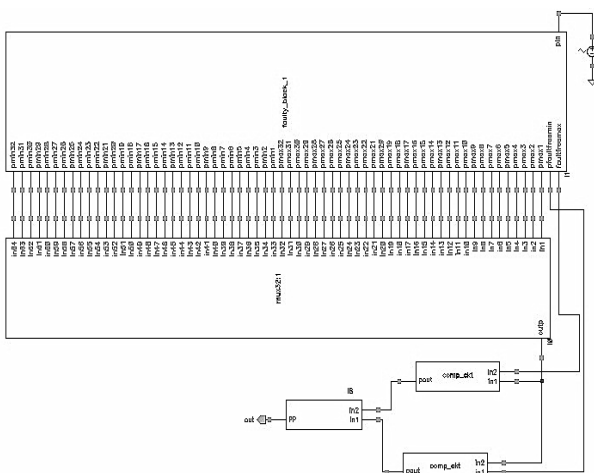 pin
faulty_block_1
pmin32 pmin31 pmin30 pmin29 pmin28 pmin27 pmin26 pmin25 pmin24 pmin23 pmin22 pmin21 pmin20 pmin19 pmin18 pmin17 pmin16 pmin15 pmin14 pmin13 pmin12 pmin11 pmin10 pmin9 pmin8 pmin7 pmin6 pmin5 pmin4 pmin3 pmin2 pmin1 pmax32 pmax31 pmax30 pmax29 pmax28 pmax27 pmax26 pmax25 pmax24 pmax23 pmax22 pmax21 pmax20 pmax19 pmax18 pmax17 pmax16 pmax15 pmax14 pmax13 pmax12 pmax11 pmax10 pmax9 pmax8 pmax7 pmax6 pmax5 pmax4 pmax3 pmax2 pmax1
in64 in63 in62 in61 in60 in59 in58 in57 in56 in55 in54 in53 in52 in51 in50 in49 in48 in47 in46 in45 in44 in43 in42 in41 in40 in39 in38 in37 in36 in35 in34 in33 in32 in31 in30 in29 in28 in27 in26 in25 in24 in23 in22 in21 in20 in19 in18 in17 in16 in15 in14 in13 in12 in11 in10 in9 in8 in7 in6 in5 in4 in3 in2 in1
mux32:1
outp
comp_ckt
pout
in2
in1
I8
out
PP
in2
in1
comp_ckt
pout
in2
in1